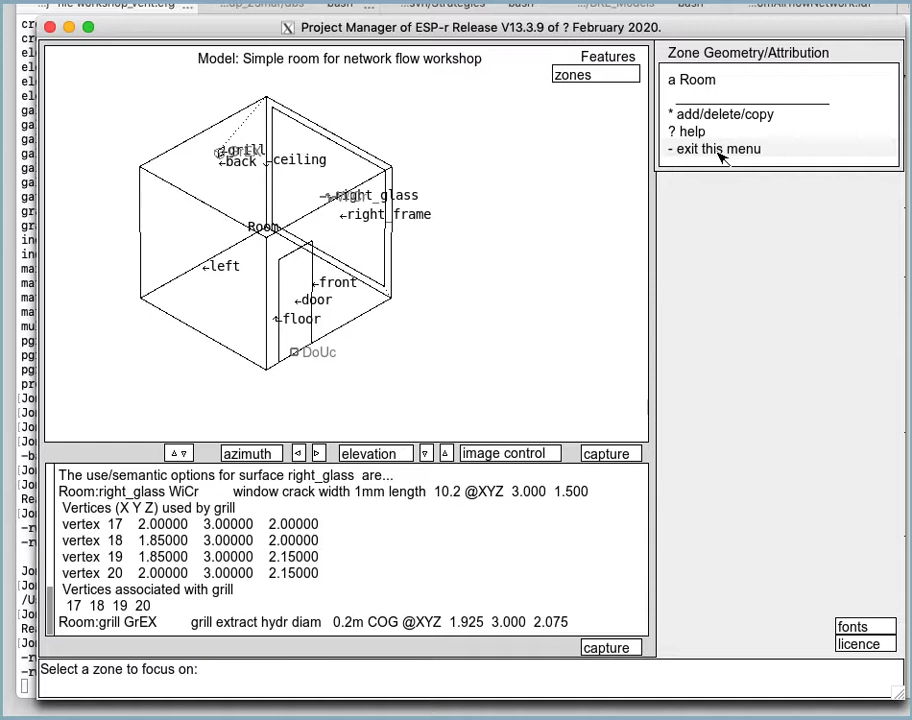 Project Manager of ESP-r Release V13.3.9 of ? February 2020.
Model: Simple room for network flow workshop
Features
zones
grill
back
ceiling
right_glass
right_frame
Room
left
front
door
floor
DoUc
azimuth
elevation
image control
capture
The use/semantic options for surface right_glass are...
Room:right_glass WiCr window crack width 1mm length 10.2 @XYZ 3.000 1.500
Vertices (X Y Z) used by grill
vertex 17 2.00000 3.00000 2.00000
vertex 18 1.85000 3.00000 2.00000
vertex 19 1.85000 3.00000 2.15000
vertex 20 2.00000 3.00000 2.15000
Vertices associated with grill
17 18 19 20
Room:grill GrEX grill extract hydr diam 0.2m COG @XYZ 1.925 3.000 2.075
capture
Select a zone to focus on:
Zone Geometry/Attribution
a Room
* add/delete/copy
? help
- exit this menu
fonts
licence